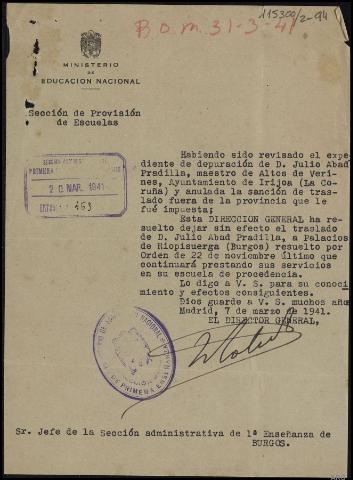 115300/2-94
B.O.M. 31-3-41
MINISTERIO
DE
EDUCACION NACIONAL
Sección de Provisión
de Escuelas
20 MAR. 1941
453
Habiendo sido revisado el expe
diente de depuración de D. Julio Abad
Pradilla, maestro de Altos de Veri-
nes, Ayuntamiento de Irijoa (La Co-
ruña) y anulada la sanción de tras-
lado fuera de la provincia que le
fué impuesta;
Esta DIRECCION GENERAL ha re-
suelto dejar sin efecto el traslado
de D. Julio Abad Pradilla, a Palacios
de Riopisuerga (Burgos) resuelto por
Orden de 22 de noviembre último que
continuará prestando sus servicios
en su escuela de procedencia.
Lo digo a V. S. para su conoci
miento y efectos consiguientes.
Dios guarde a V. S. muchos año
Madrid, 7 de marzo de 1941.
EL DIRECTOR GENERAL,
DE PRIMERA ENSEÑ
Sr. Jefe de la Sección administrativa de 1ª Enseñanza de
BURGOS.